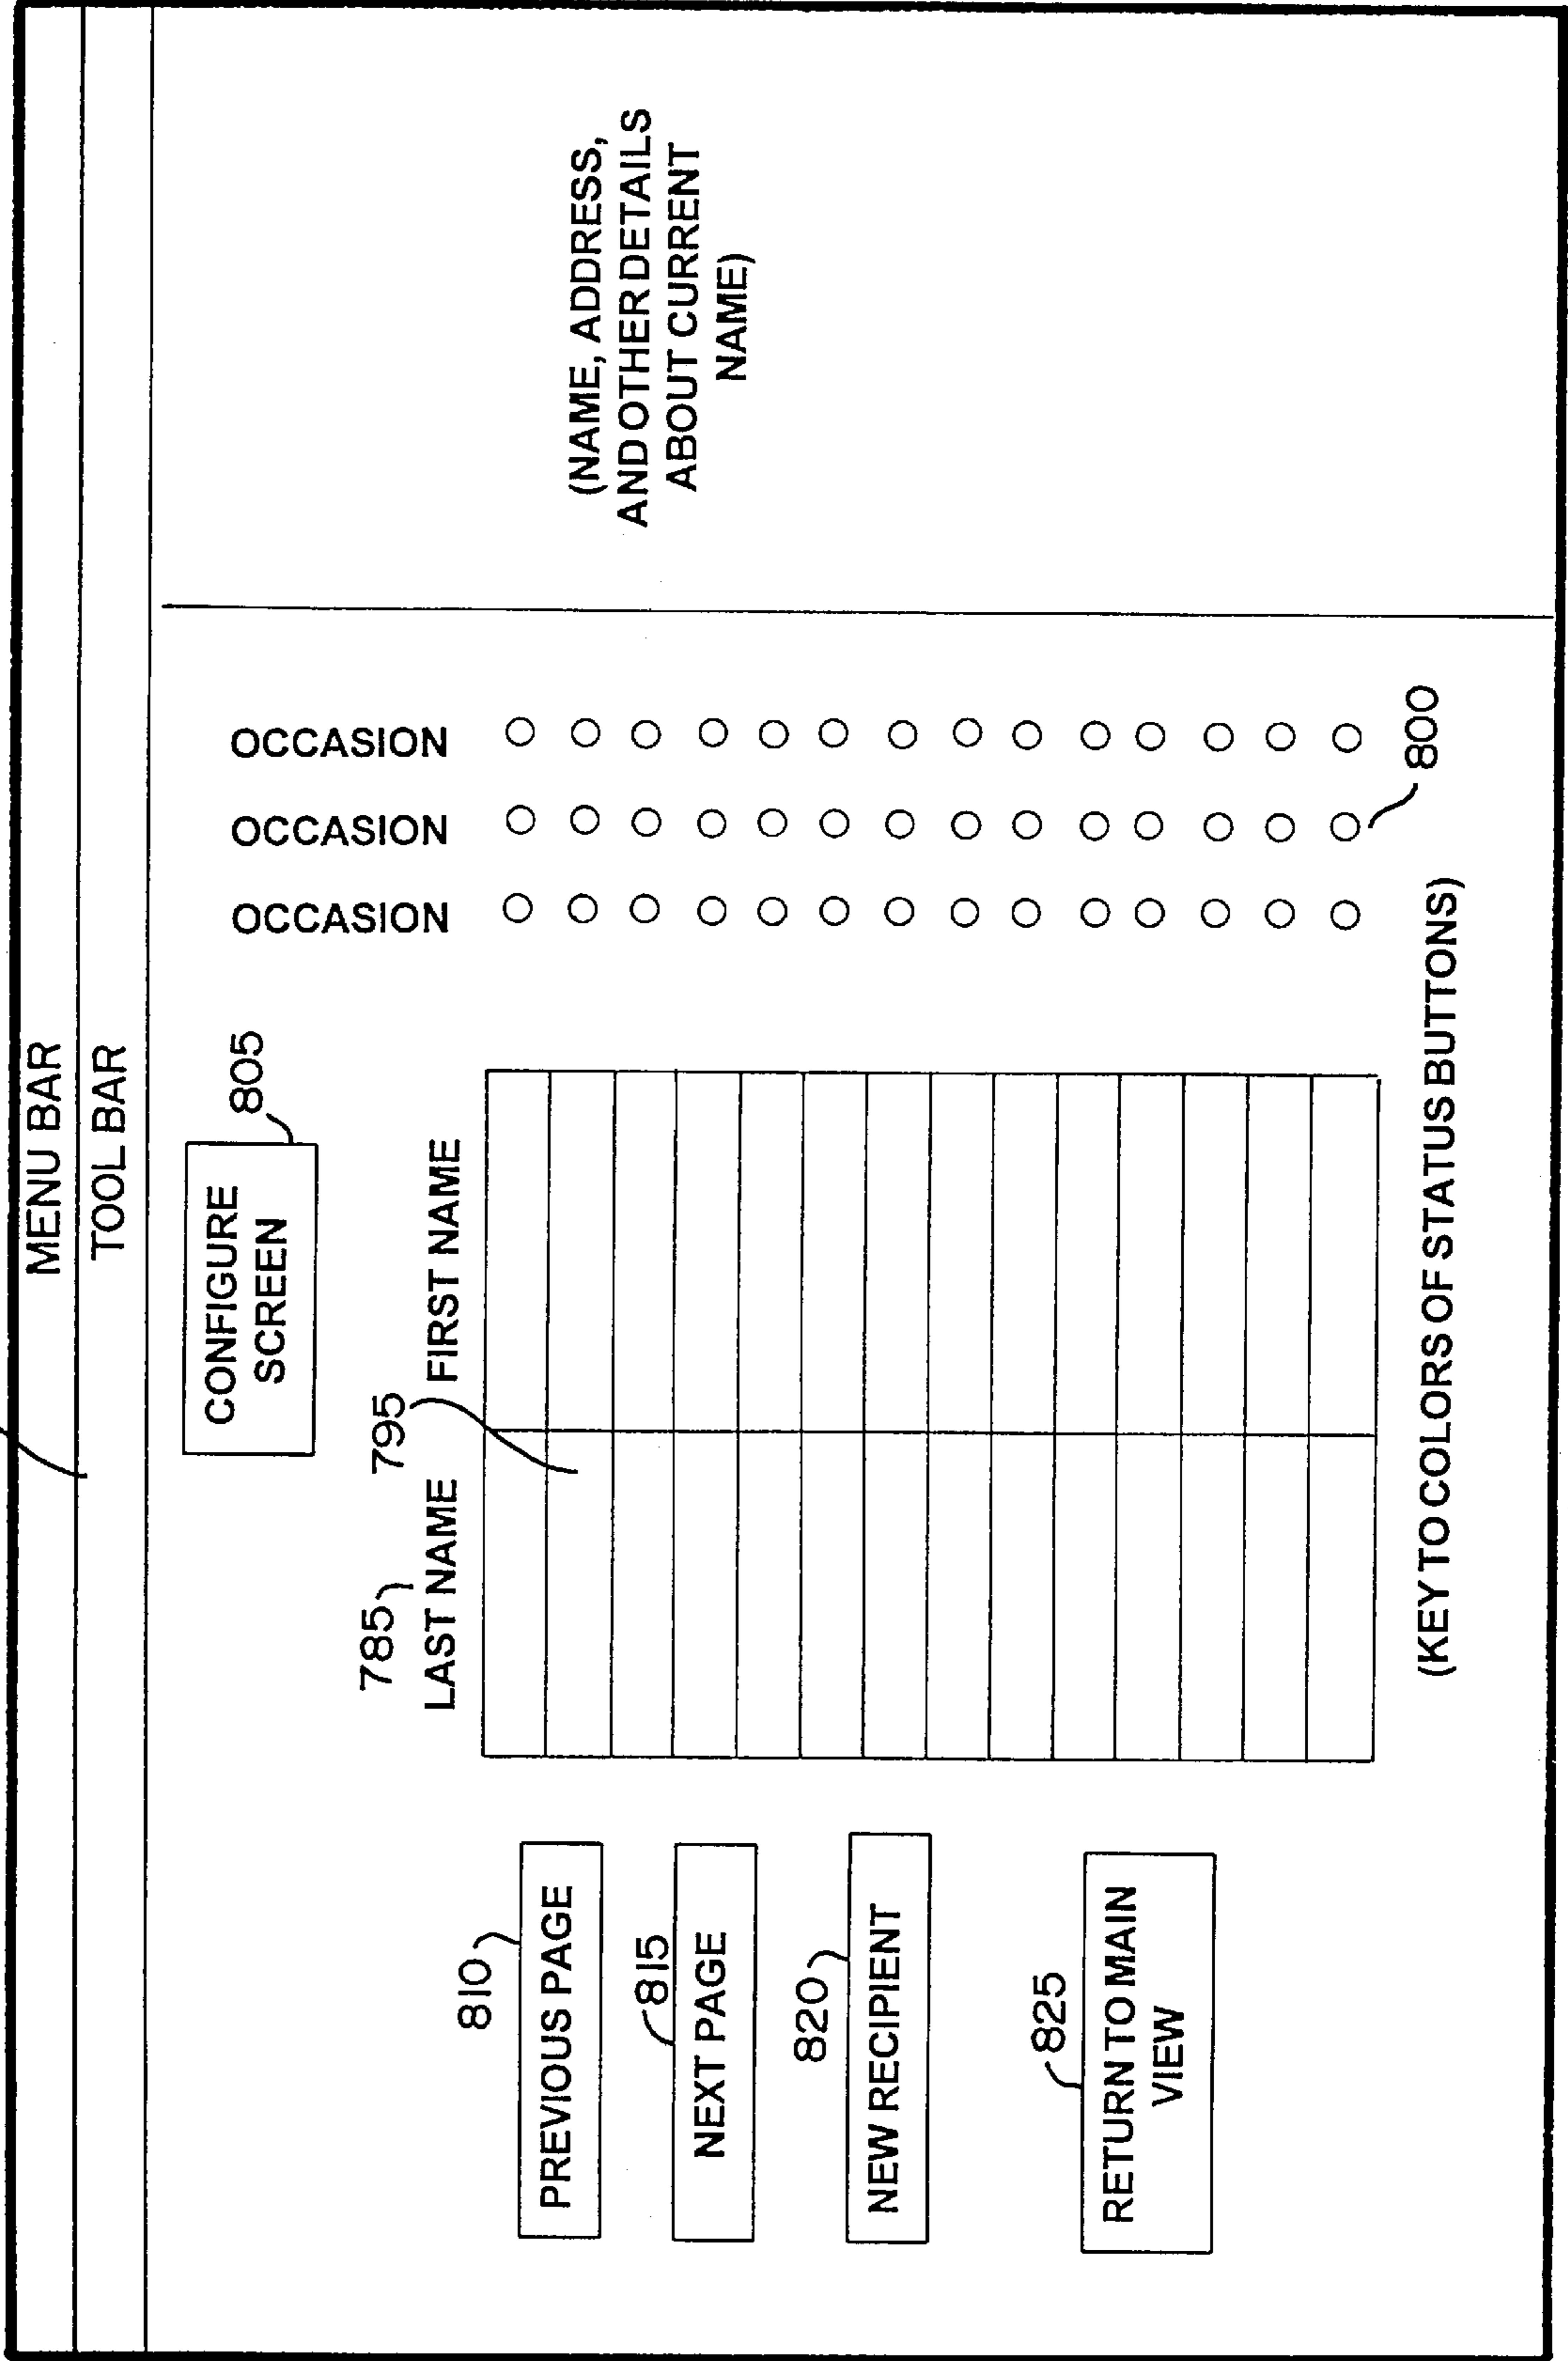 MENU BAR
TOOL BAR
CONFIGURE
SCREEN
805
785
795
LAST NAME
FIRST NAME
OCCASION
OCCASION
OCCASION
810
PREVIOUS PAGE
815
NEXT PAGE
820
NEW RECIPIENT
825
RETURN TO MAIN
VIEW
(NAME, ADDRESS,
AND OTHER DETAILS
ABOUT CURRENT
NAME)
800
(KEY TO COLORS OF STATUS BUTTONS)